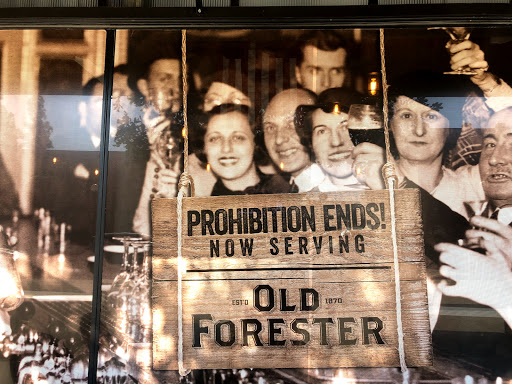 PROHIBITION ENDS!
NOW SERVING
ESTD 1870
OLD
FORESTER